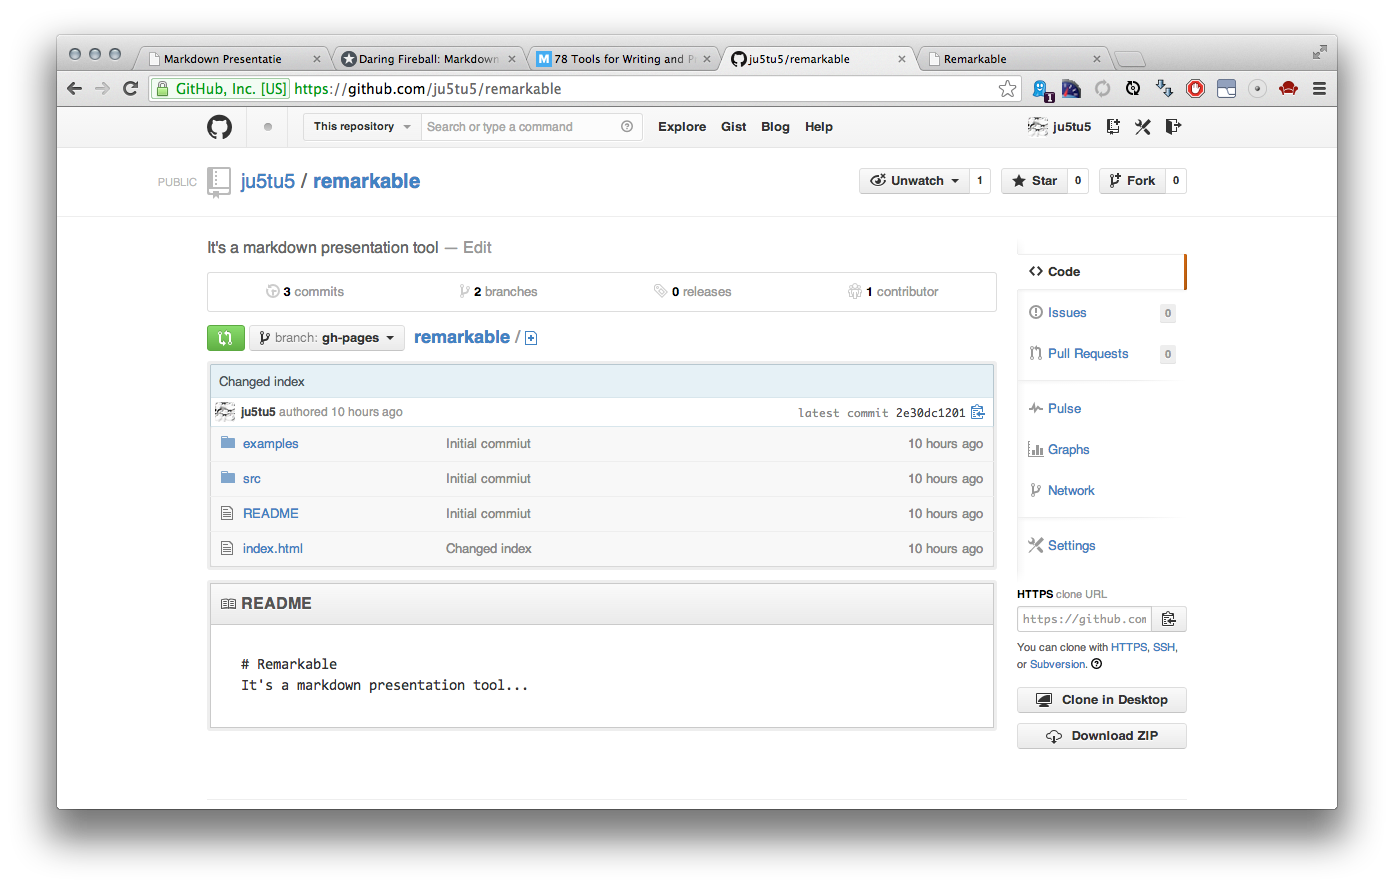 Markdown Presentatie
Daring Fireball: Markdown
78 Tools for Writing and P
ju5tu5/remarkable
Remarkable
GitHub, Inc. [US] https://github.com/ju5tu5/remarkable
1
This repository
Search or type a command
Explore Gist Blog Help
ju5tu5
PUBLIC
ju5tu5 / remarkable
Unwatch 1
Star 0
Fork 0
It's a markdown presentation tool — Edit
3 commits
2 branches
0 releases
1 contributor
branch: gh-pages
remarkable /
Changed index
ju5tu5 authored 10 hours ago
latest commit 2e30dc1201
examples Initial commiut 10 hours ago
src Initial commiut 10 hours ago
README Initial commiut 10 hours ago
index.html Changed index 10 hours ago
README
# Remarkable
It's a markdown presentation tool...
Code
Issues 0
Pull Requests 0
Pulse
Graphs
Network
Settings
HTTPS clone URL
https://github.com
You can clone with HTTPS, SSH,
or Subversion.
Clone in Desktop
Download ZIP